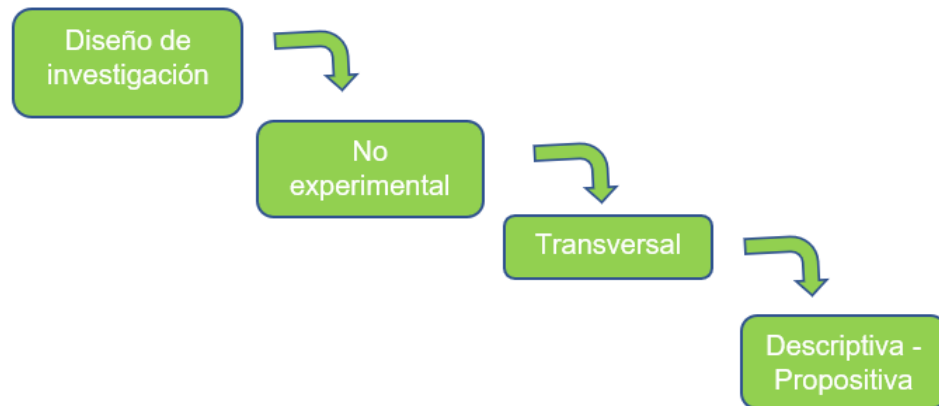 Diseño de
investigación
No
experimental
Transversal
Descriptiva -
Propositiva